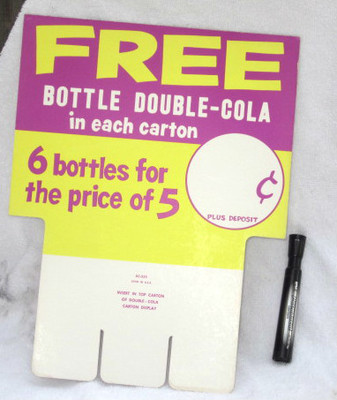 FREE
BOTTLE DOUBLE-COLA
in each carton
6 bottles for
the price of 5
¢
PLUS DEPOSIT
INSERT IN TOP CARTON
OF DOUBLE-COLA
CARTON DISPLAY